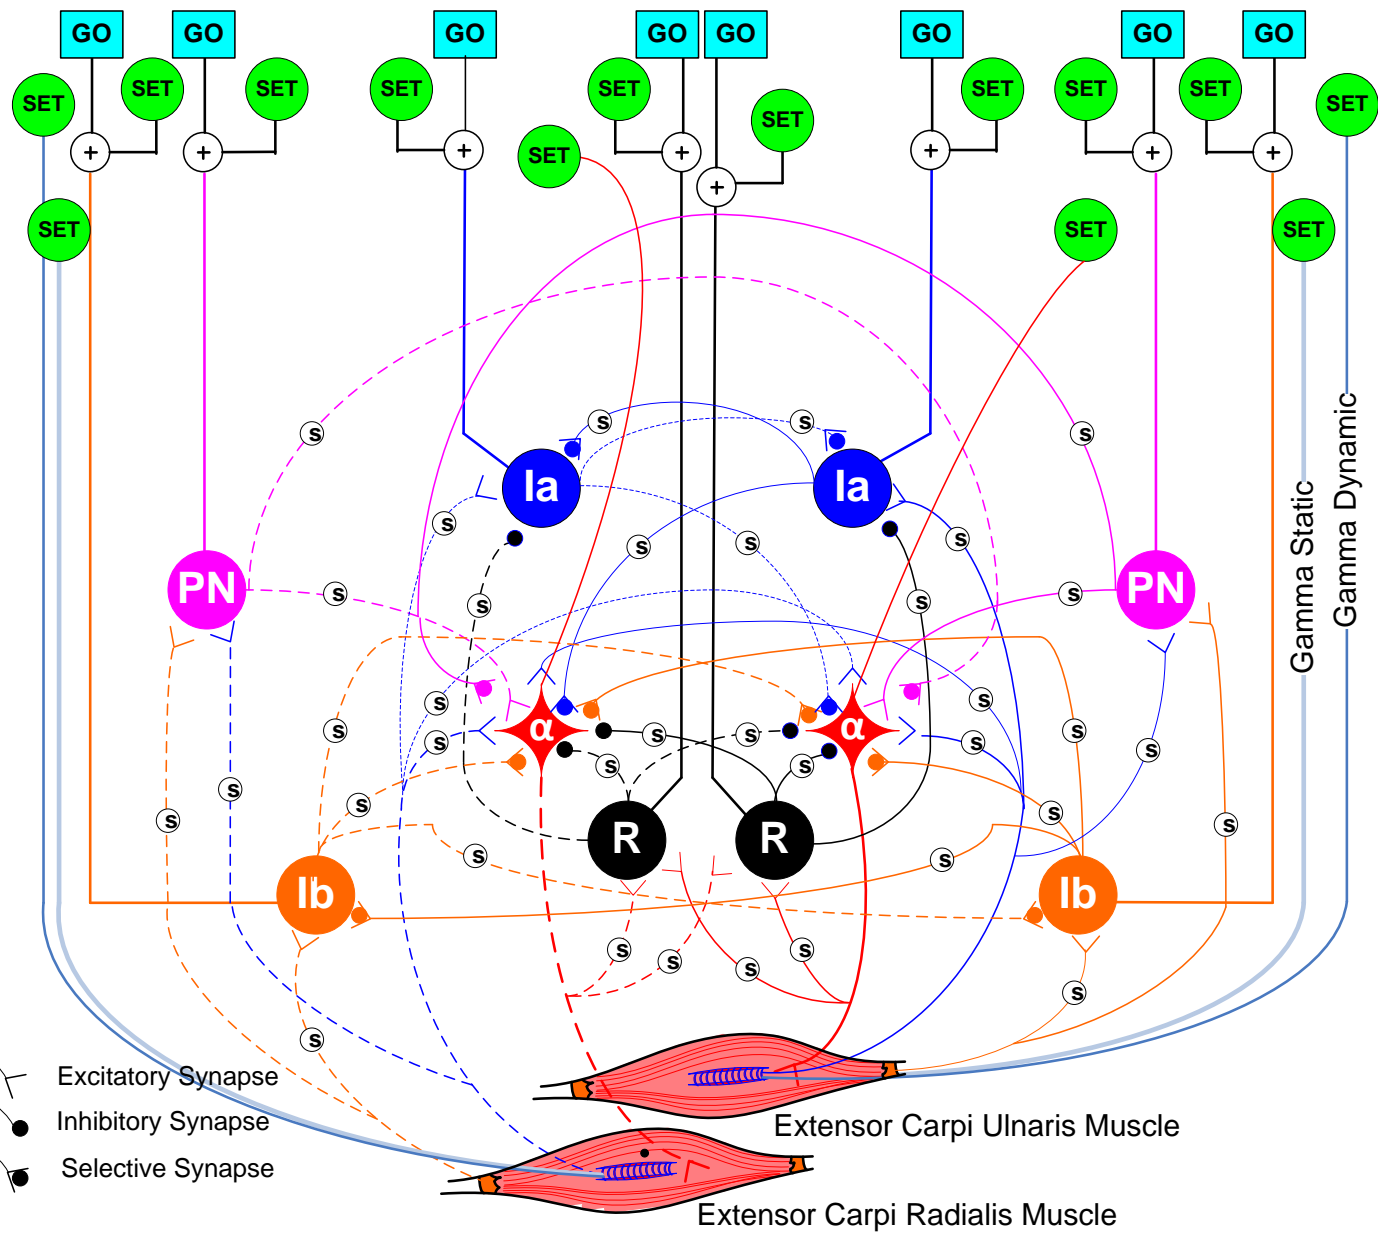 GO GO GO GO GO GO GO GO
SET SET SET SET SET SET SET SET
SET SET
SET SET
+ + + + + + +
+
SET SET SET
s s s
s s
Ia Ia
s s
s s
PN PN
s s
s s
Gamma Static
Gamma Dynamic
s s
α α
s s s s s s
s s
s s
s s
s s
R R
s s
Ib Ib
s s
s s
s
s
Excitatory Synapse
Inhibitory Synapse
Selective Synapse
Extensor Carpi Ulnaris Muscle
Extensor Carpi Radialis Muscle